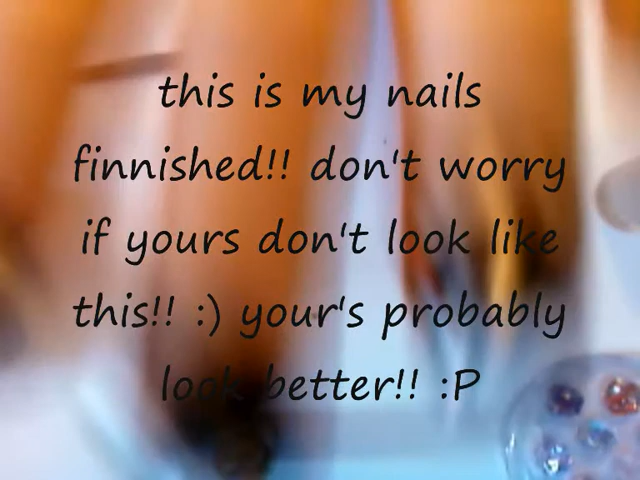 this is my nails
finnished!! don't worry
if yours don't look like
this!! :) your's probably
look better!! :P